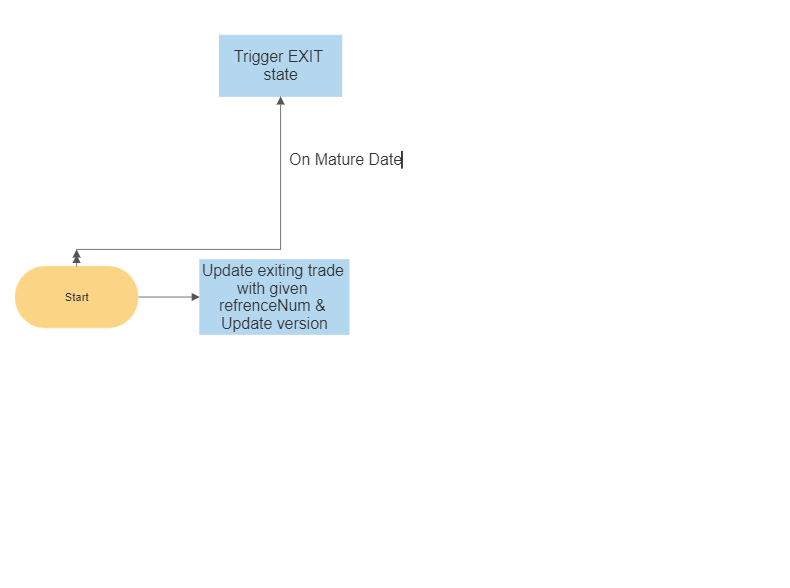 Trigger EXIT
state
On Mature Date
Start
Update exiting trade
with given
refrenceNum &
Update version